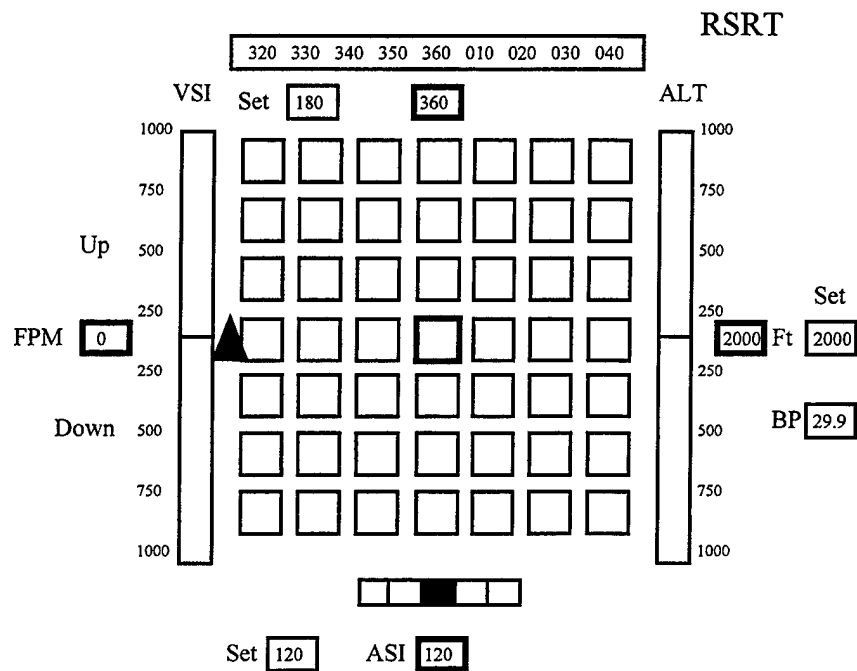 RSRT
320 330 340 350 360 010 020 030 040
VSI Set 180 360 ALT
1000 1000
750 750
Up
500 500
Set
250 250
FPM 0 2000 Ft 2000
250 250
BP 29.9
Down
500 500
750 750
1000 1000
Set 120 ASI 120